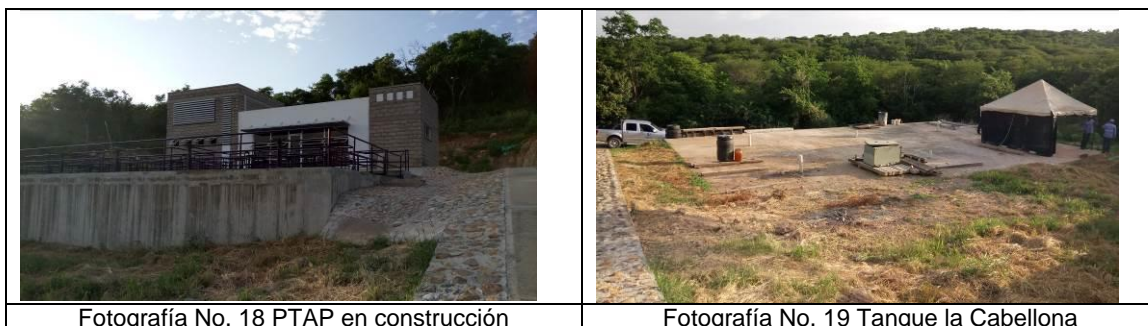 Fotografía No. 18 PTAP en construcción
Fotografía No. 19 Tanque la Cabellona